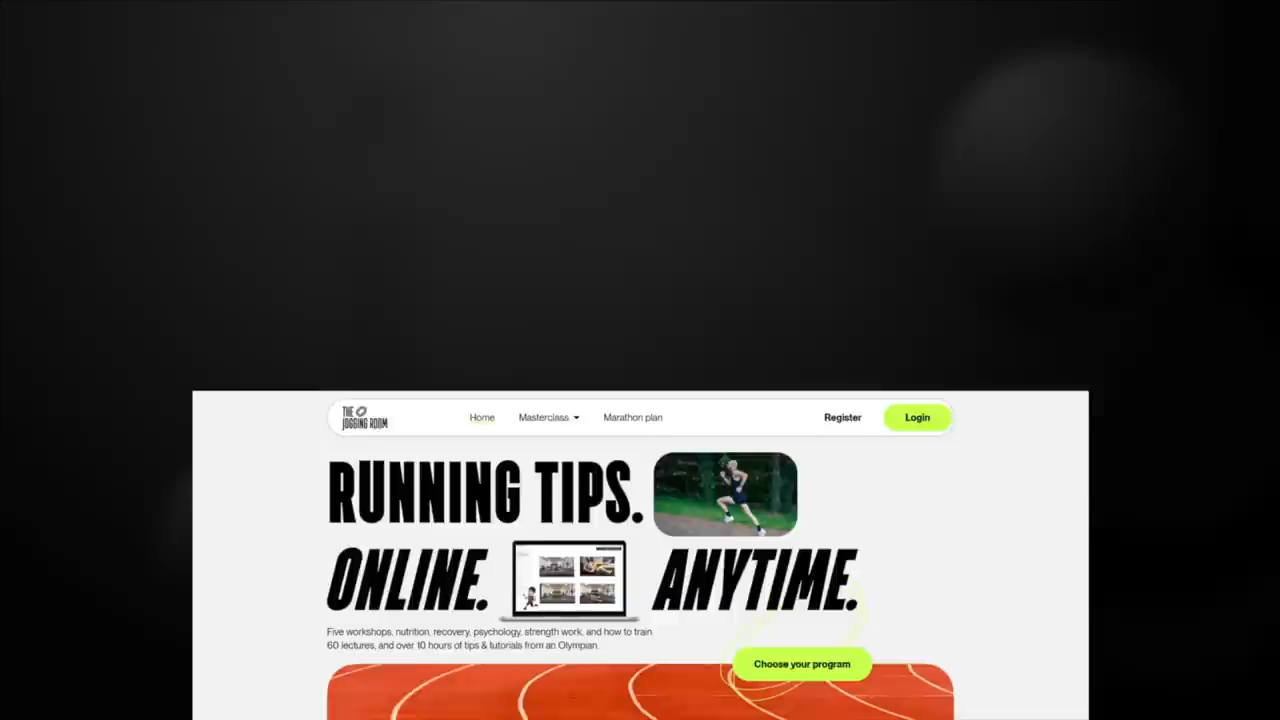 THE
JOGGING ROOM
Home
Masterclass
Marathon plan
Register
Login
RUNNING TIPS.
ONLINE.
ANYTIME.
Five workshops, nutrition, recovery, psychology, strength work, and how to train
60 lectures, and over 10 hours of tips & tutorials from an Olympian.
Choose your program